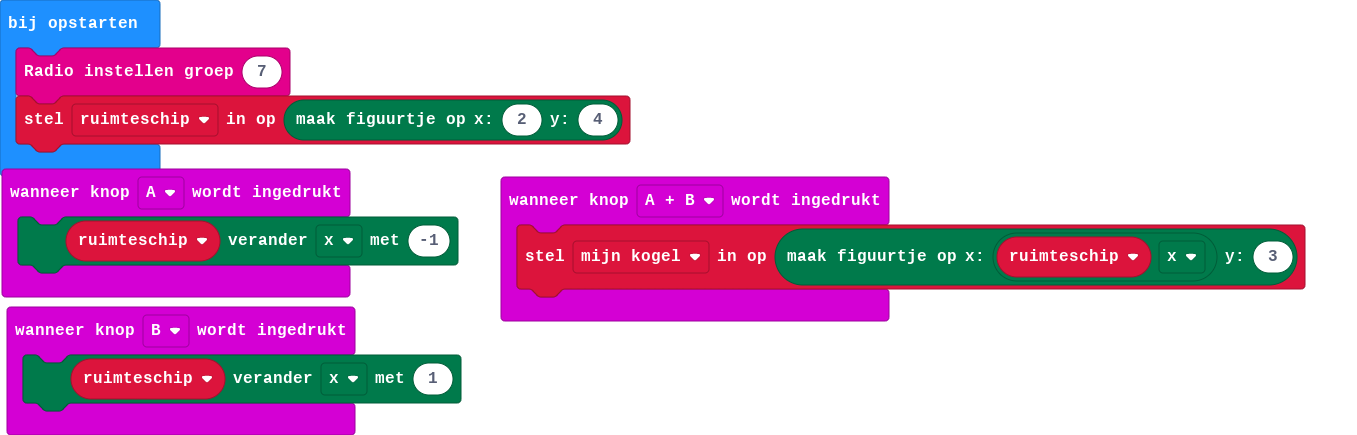 bij opstarten
Radio instellen groep 7
stel ruimteschip in op maak figuurtje op x: 2 y: 4
wanneer knop A wordt ingedrukt
ruimteschip verander x met -1
wanneer knop B wordt ingedrukt
ruimteschip verander x met 1
wanneer knop A + B wordt ingedrukt
stel mijn kogel in op maak figuurtje op x: ruimteschip x y: 3